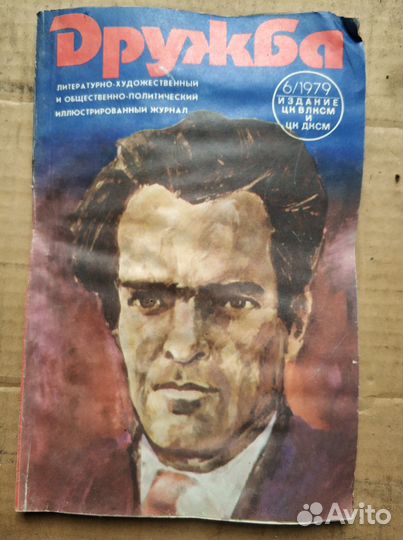 Дружба
ЛИТЕРАТУРНО-ХУДОЖЕСТВЕННЫЙ
И ОБЩЕСТВЕННО-ПОЛИТИЧЕСКИЙ
ИЛЛЮСТРИРОВАННЫЙ ЖУРНАЛ
6/1979
ИЗДАНИЕ
ЦК ВЛКСМ
И
ЦК ДКСМ
Avito